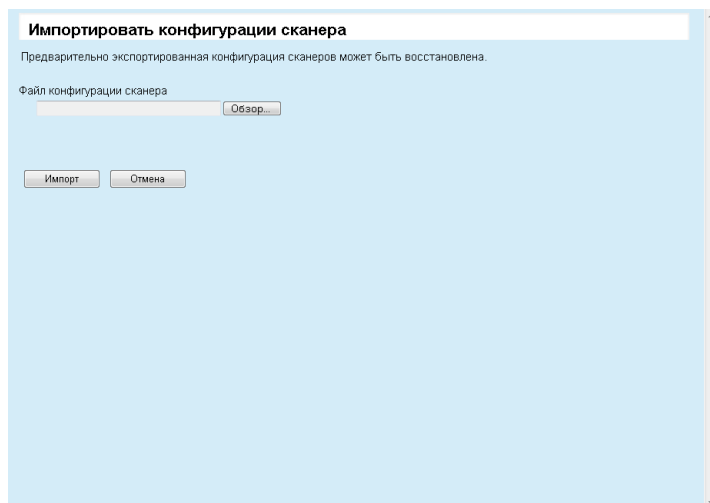 Импортировать конфигурации сканера
Предварительно экспортированная конфигурация сканеров может быть восстановлена.
Файл конфигурации сканера
Обзор...
Импорт Отмена